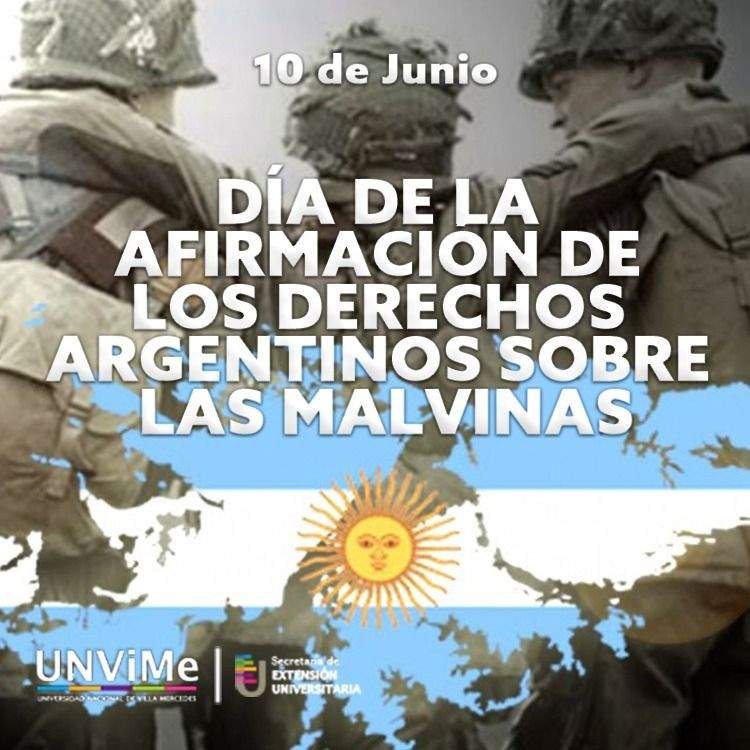 10 de Junio
DÍA DE LA
AFIRMACION DE
LOS DERECHOS
ARGENTINOS SOBRE
LAS MALVINAS
UNViMe
UNIVERSIDAD NACIONAL DE VILLA MERCEDES
Secretaría de
EXTENSIÓN
UNIVERSITARIA